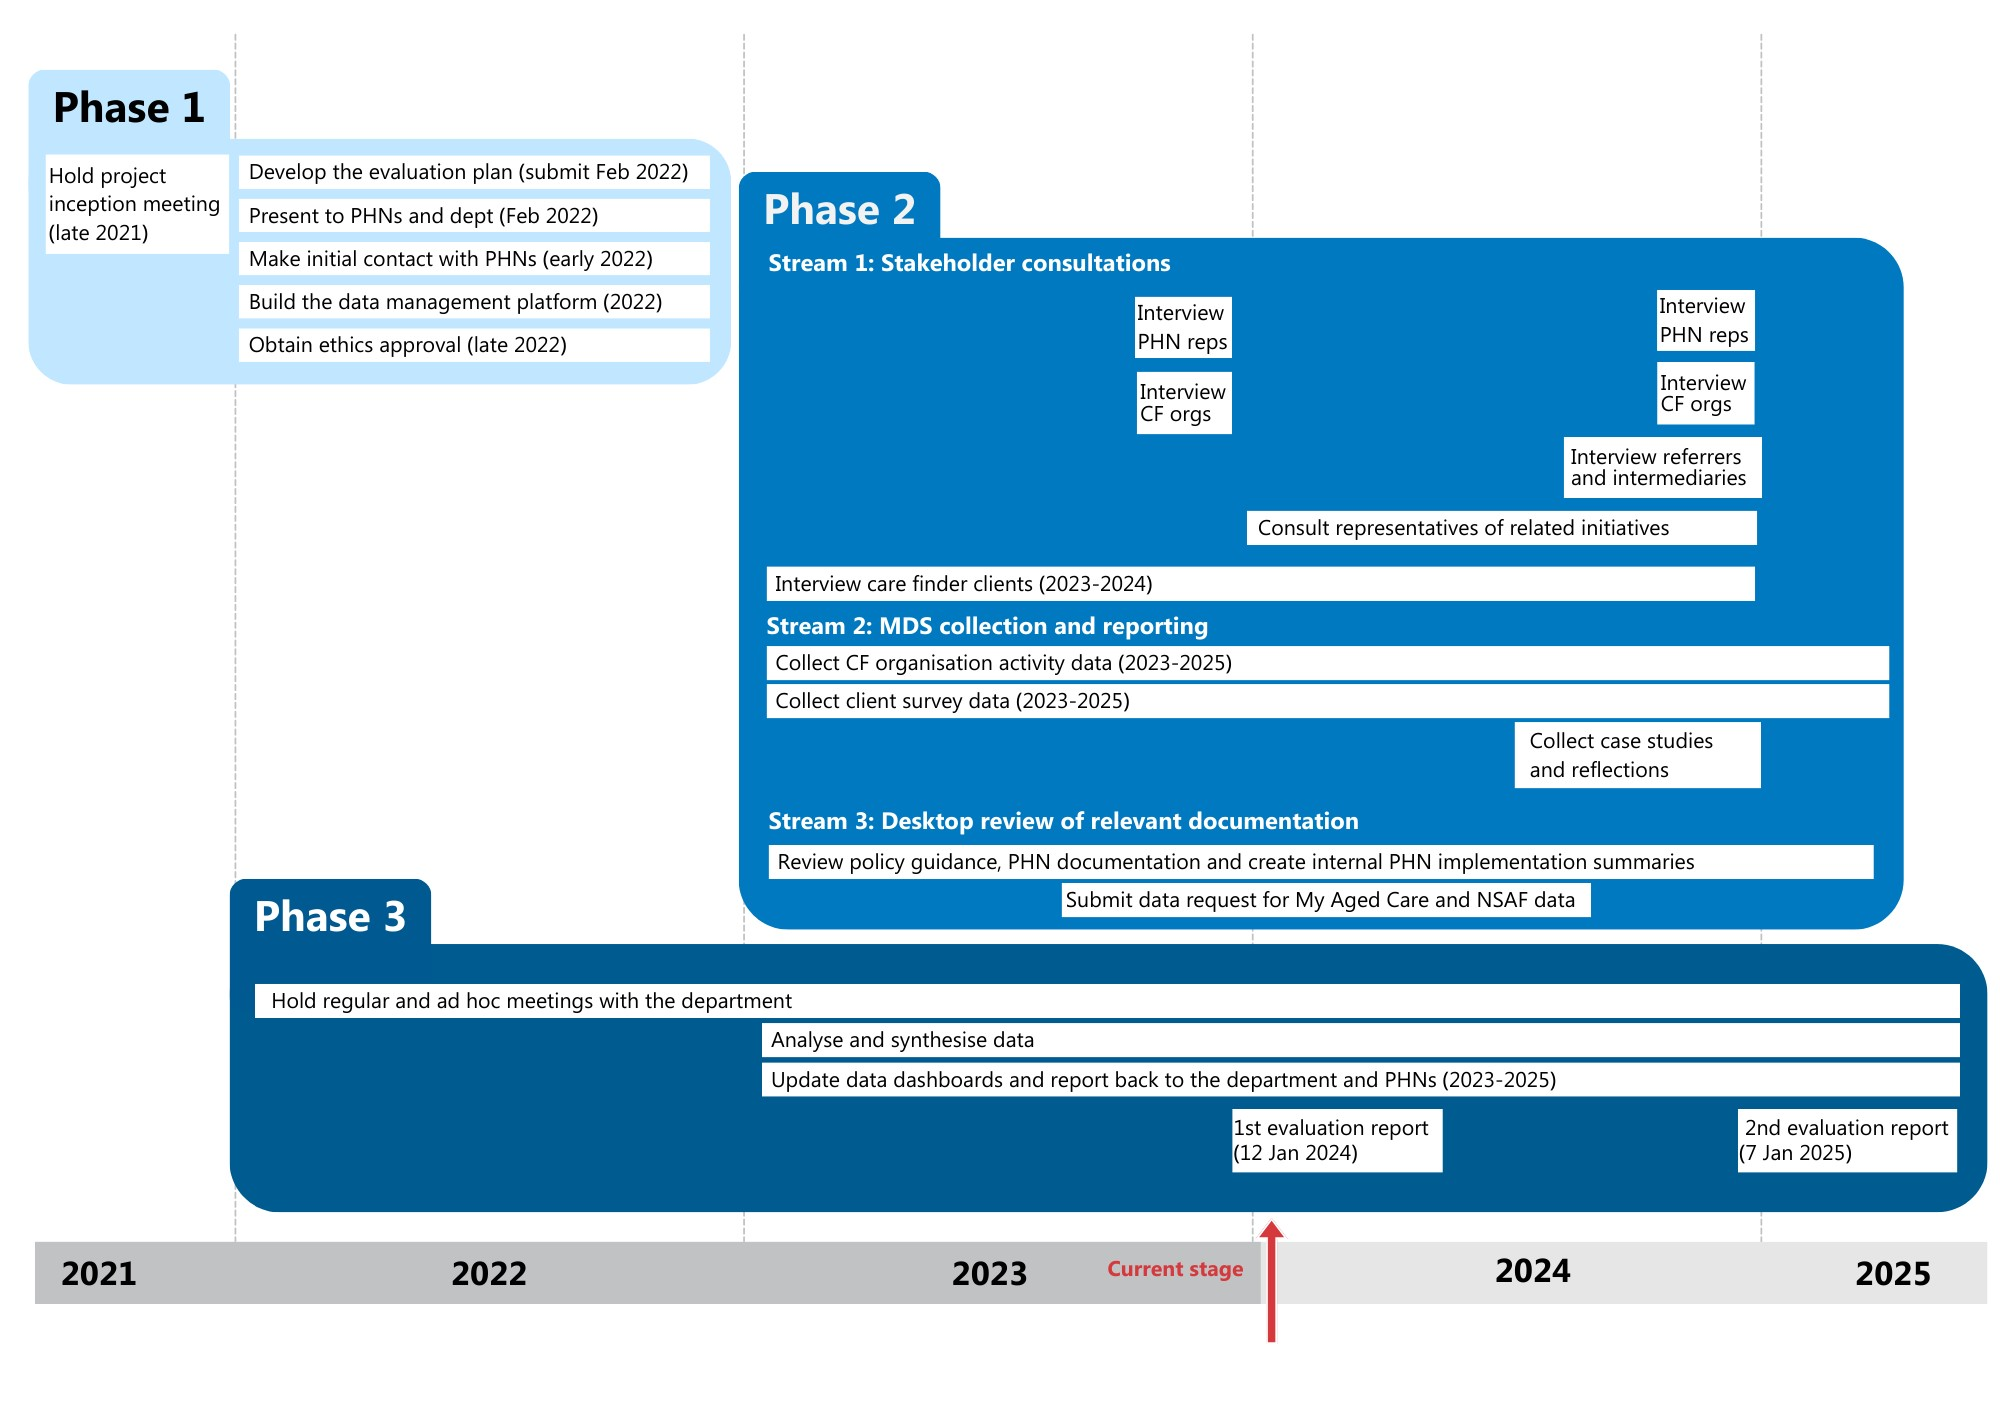 Phase 1
Hold project
inception meeting
(late 2021)
Develop the evaluation plan (submit Feb 2022)
Present to PHNs and dept (Feb 2022)
Make initial contact with PHNs (early 2022)
Build the data management platform (2022)
Obtain ethics approval (late 2022)
Phase 2
Stream 1: Stakeholder consultations
Interview
PHN reps
Interview
CF orgs
Interview
PHN reps
Interview
CF orgs
Interview referrers
and intermediaries
Consult representatives of related initiatives
Interview care finder clients (2023-2024)
Stream 2: MDS collection and reporting
Collect CF organisation activity data (2023-2025)
Collect client survey data (2023-2025)
Collect case studies
and reflections
Stream 3: Desktop review of relevant documentation
Review policy guidance, PHN documentation and create internal PHN implementation summaries
Submit data request for My Aged Care and NSAF data
Phase 3
Hold regular and ad hoc meetings with the department
Analyse and synthesise data
Update data dashboards and report back to the department and PHNs (2023-2025)
1st evaluation report
(12 Jan 2024)
2nd evaluation report
(7 Jan 2025)
2021
2022
2023
Current stage
2024
2025